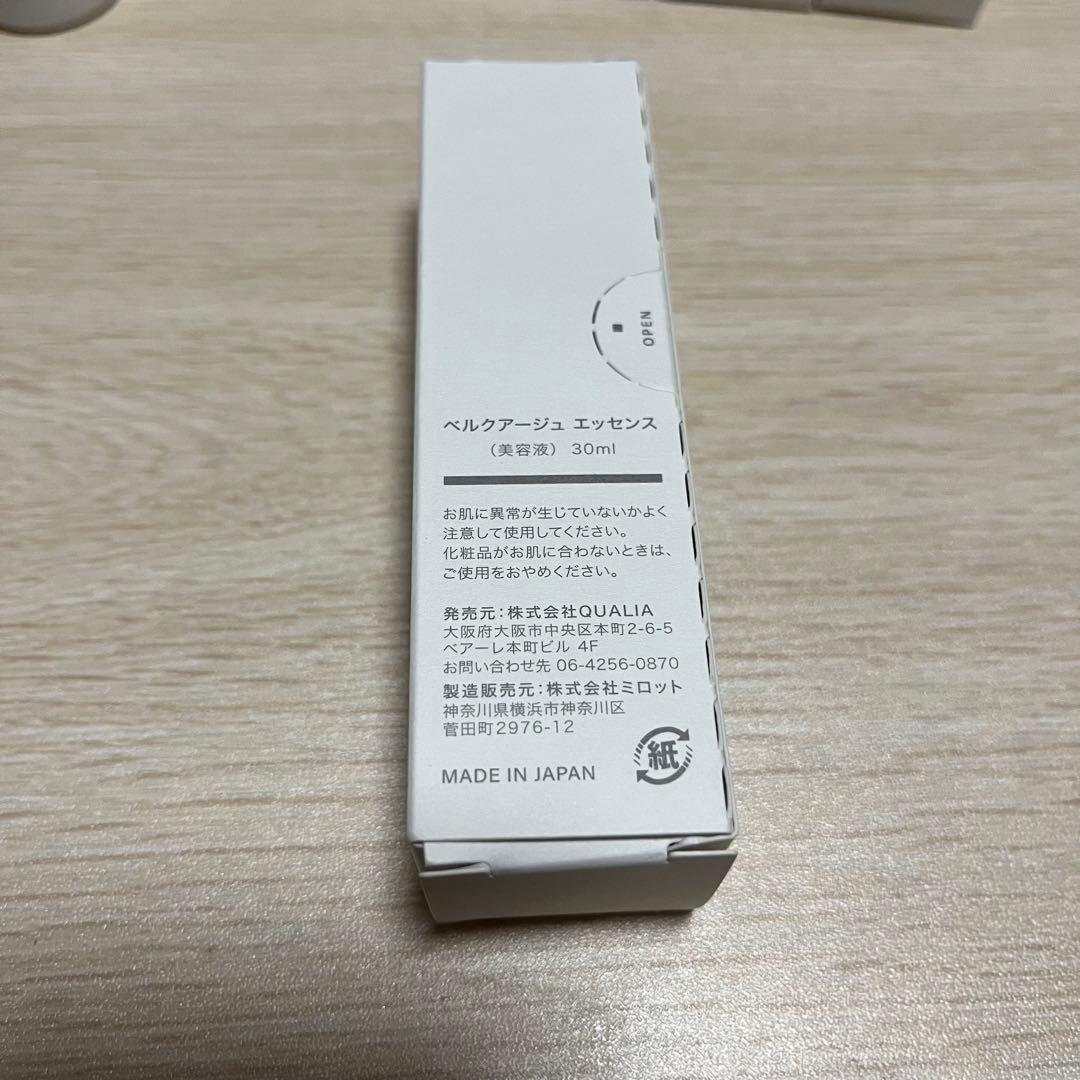 OPEN
ベルクアージュ エッセンス
（美容液） 30ml
お肌に異常が生じていないかよく
注意して使用してください。
化粧品がお肌に合わないときは、
ご使用をおやめください。
発売元：株式会社QUALIA
大阪府大阪市中央区本町2-6-5
ベアーレ本町ビル 4F
お問い合わせ先 06-4256-0870
製造販売元：株式会社ミロット
神奈川県横浜市神奈川区
菅田町2976-12
MADE IN JAPAN
紙